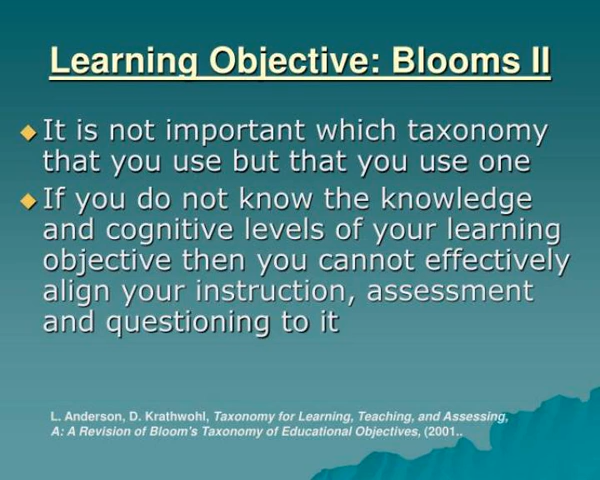 Learning Objective: Blooms II
It is not important which taxonomy
that you use but that you use one
If you do not know the knowledge
and cognitive levels of your learning
objective then you cannot effectively
align your instruction, assessment
and questioning to it
L. Anderson, D. Krathwohl, Taxonomy for Learning, Teaching, and Assessing,
A: A Revision of Bloom's Taxonomy of Educational Objectives, (2001..